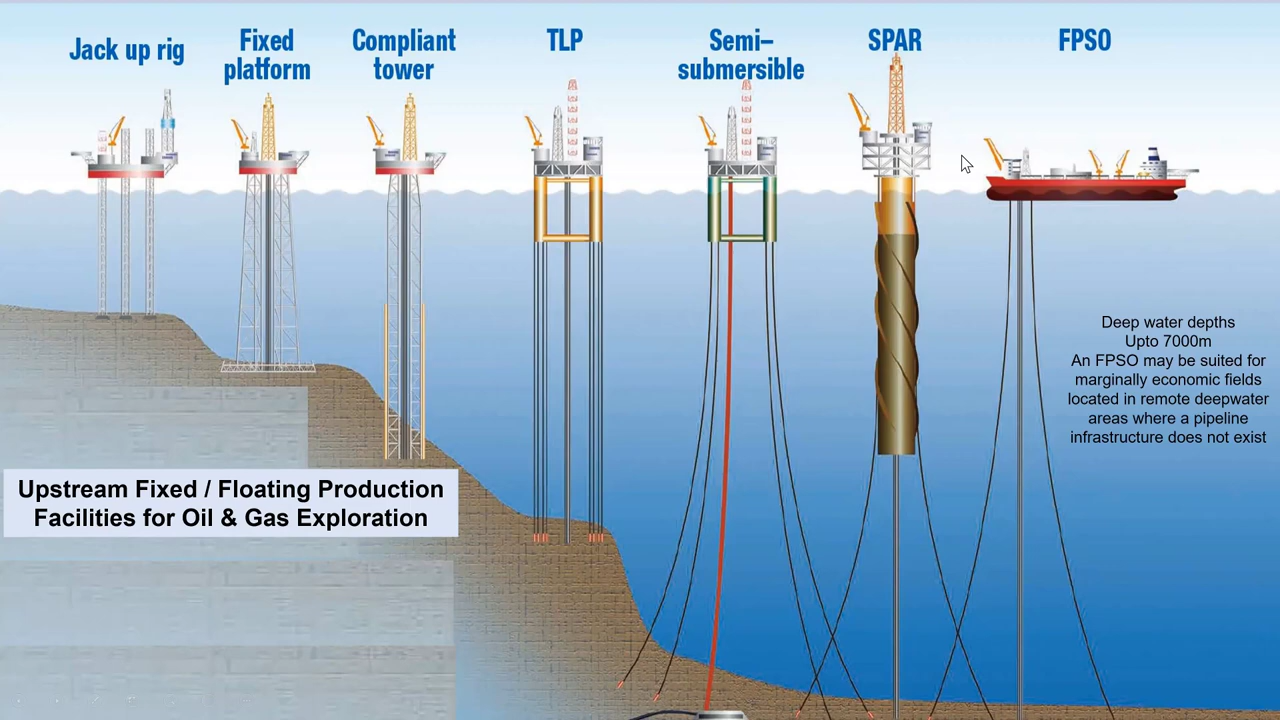 Jack up rig
Fixed
platform
Compliant
tower
TLP
Semi–
submersible
SPAR
FPSO
Deep water depths
Upto 7000m
An FPSO may be suited for
marginally economic fields
located in remote deepwater
areas where a pipeline
infrastructure does not exist
Upstream Fixed / Floating Production
Facilities for Oil & Gas Exploration